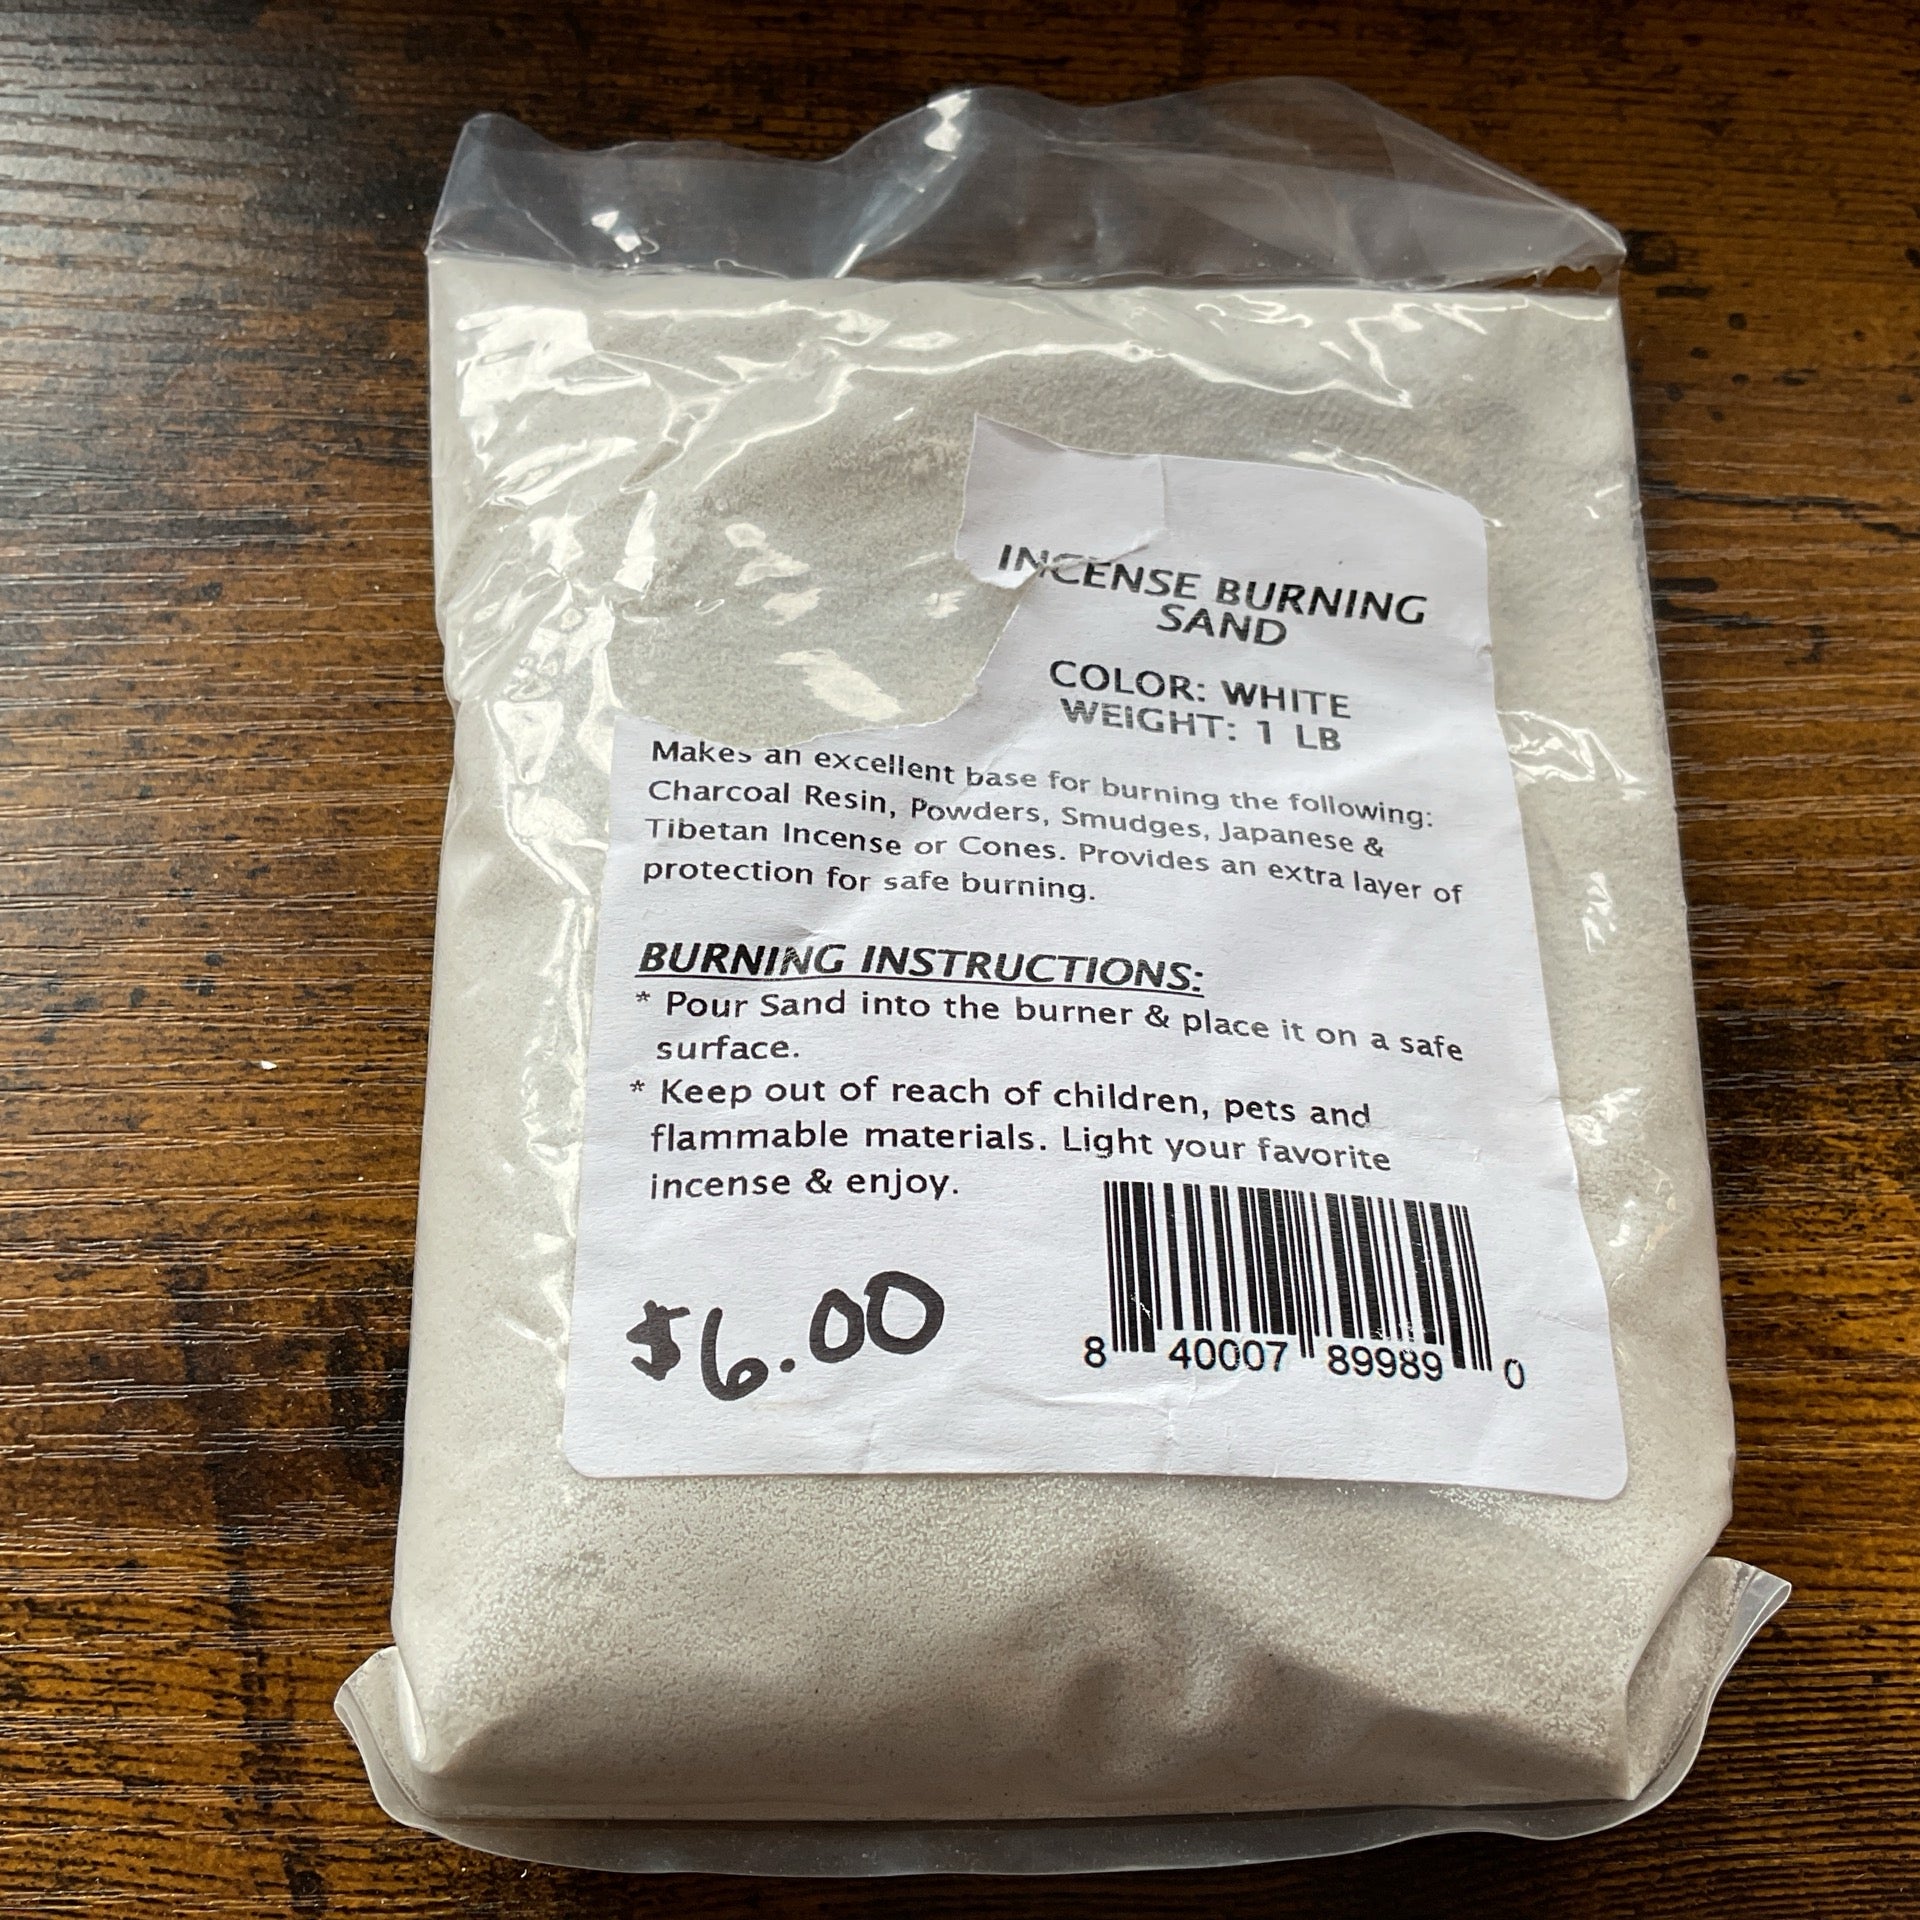 INCENSE BURNING
SAND
COLOR: WHITE
WEIGHT: 1 LB
Makes an excellent base for burning the following:
Charcoal Resin, Powders, Smudges, Japanese &
Tibetan Incense or Cones. Provides an extra layer of
protection for safe burning.
BURNING INSTRUCTIONS:
* Pour Sand into the burner & place it on a safe
surface.
* Keep out of reach of children, pets and
flammable materials. Light your favorite
incense & enjoy.
$6.00
8 40007 89989 0